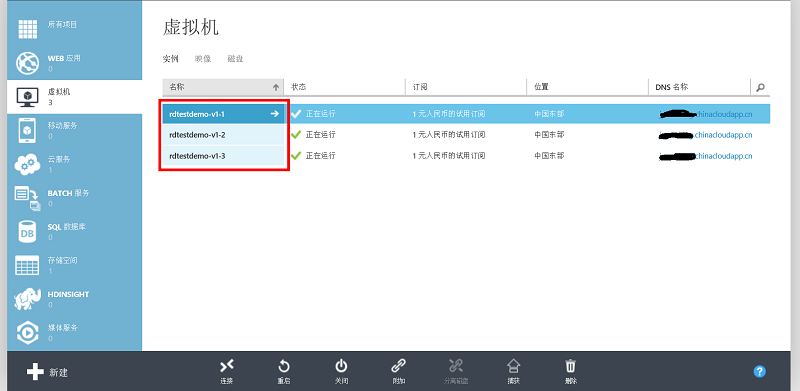 所有项目
WEB 应用
0
虚拟机
3
移动服务
0
云服务
1
BATCH 服务
0
SQL 数据库
0
存储空间
1
HDINSIGHT
0
媒体服务
0
虚拟机
实例 映像 磁盘
名称 状态 订阅 位置 DNS 名称
rdtestdemo-v1-1 正在运行 1 元人民币的试用订阅 中国东部 chinacloudapp.cn
rdtestdemo-v1-2 正在运行 1 元人民币的试用订阅 中国东部 chinacloudapp.cn
rdtestdemo-v1-3 正在运行 1 元人民币的试用订阅 中国东部 .chinacloudapp.cn
DB
新建
连接 重启 关闭 附加 分离磁盘 捕获 删除
?